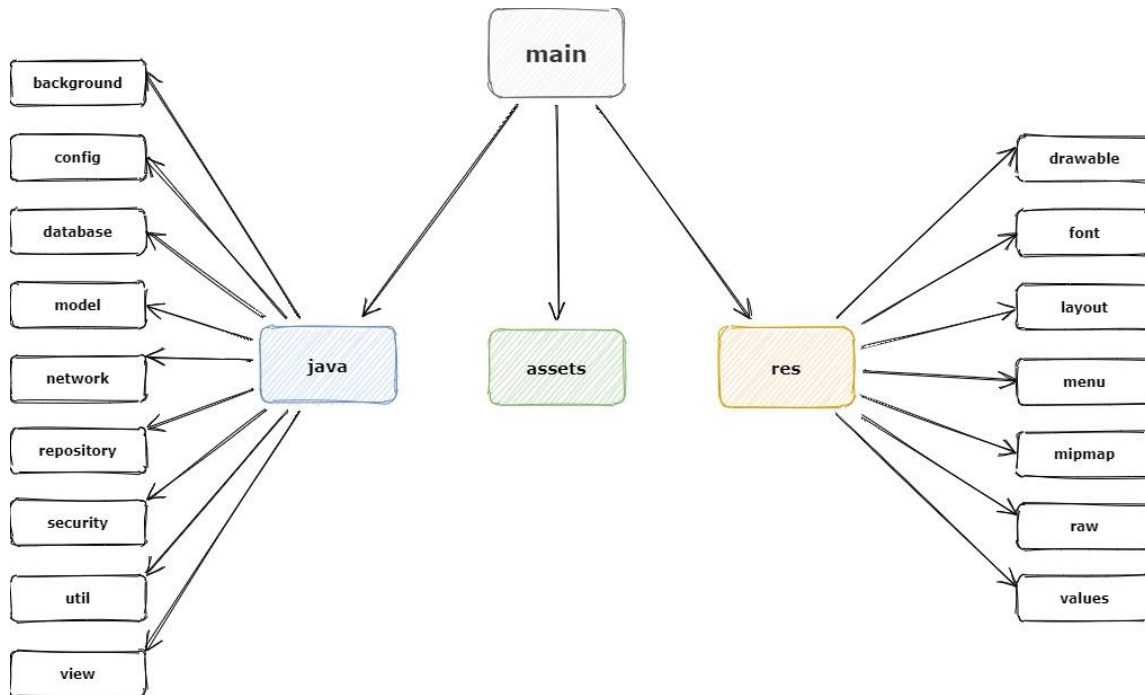 main
background
config
database
model
network
repository
security
util
view
java
assets
res
drawable
font
layout
menu
mipmap
raw
values